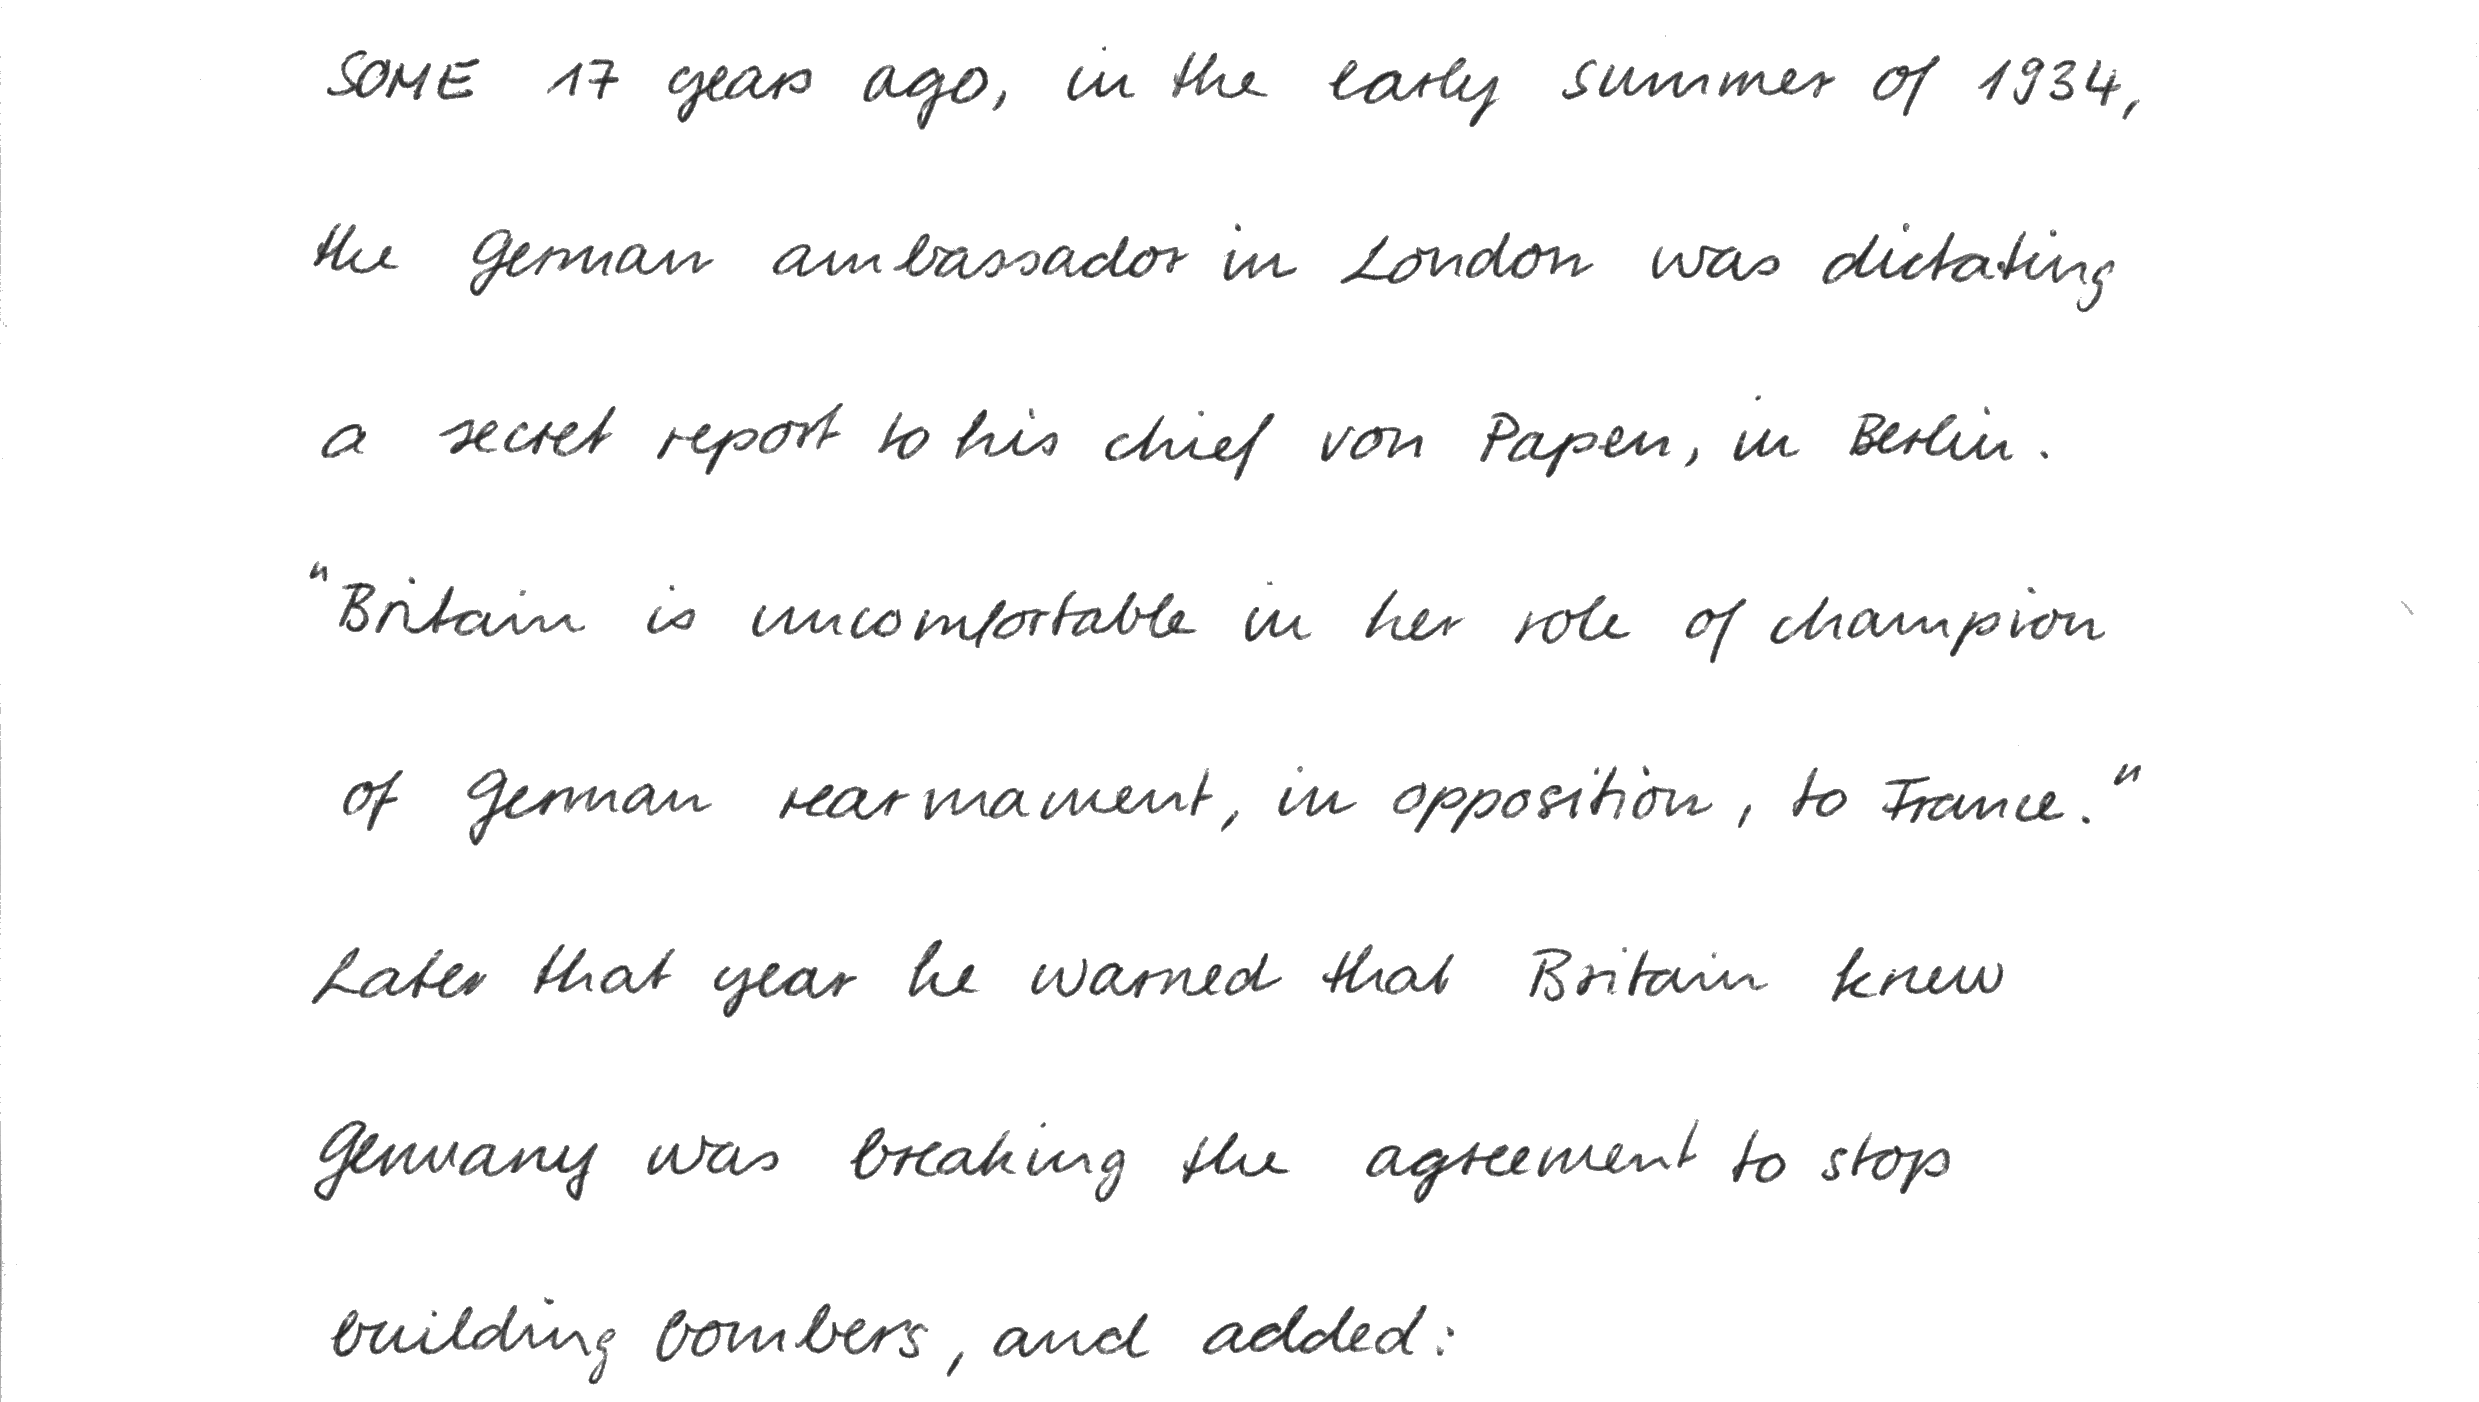 SOME 17 years ago, in the early summer of 1934,
the German ambassador in London was dictating
a secret report to his chief von Papen, in Berlin.
"Britain is uncomfortable in her role of champion
of German rearmament, in opposition, to France."
Later that year he warned that Britain knew
Germany was breaking the agreement to stop
building bombers, and added: